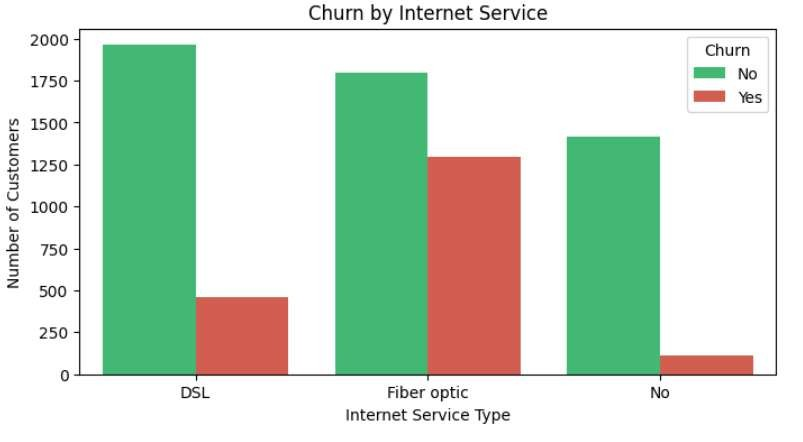 Churn by Internet Service
Churn
No
Yes
Number of Customers
2000
1750
1500
1250
1000
750
500
250
0
DSL
Fiber optic
No
Internet Service Type